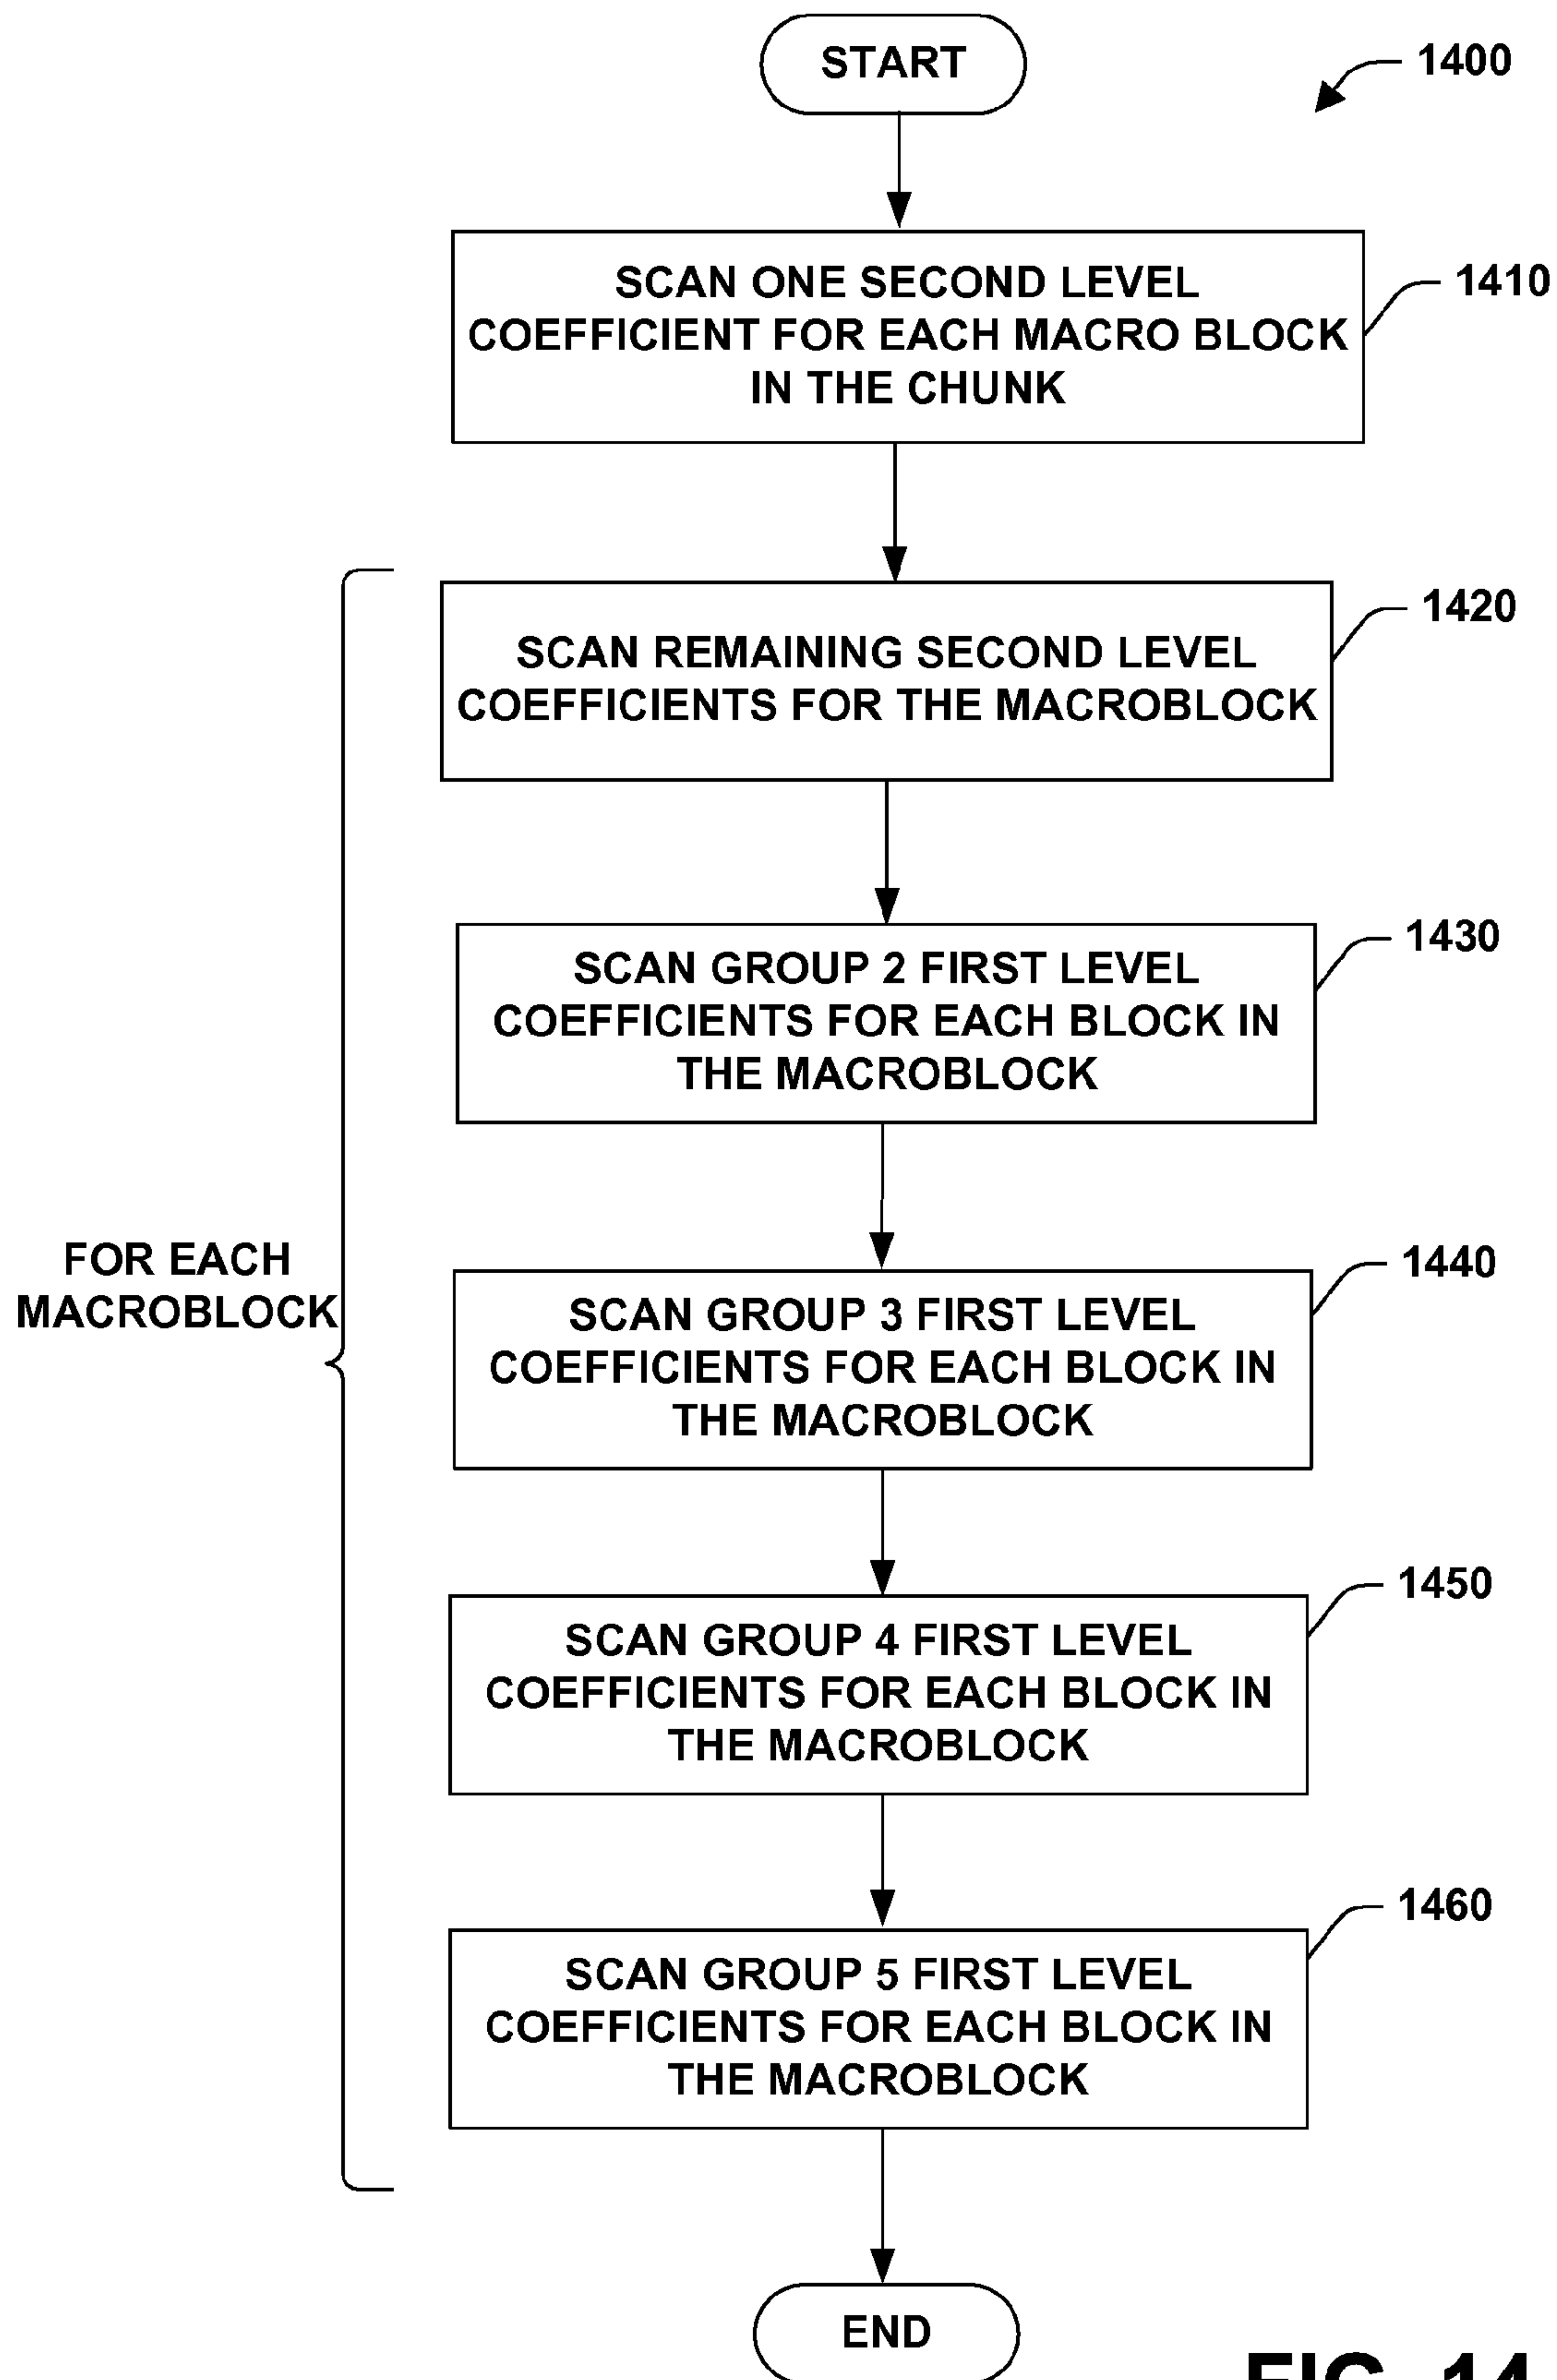 START
1400
SCAN ONE SECOND LEVEL
COEFFICIENT FOR EACH MACRO BLOCK
IN THE CHUNK
1410
SCAN REMAINING SECOND LEVEL
COEFFICIENTS FOR THE MACROBLOCK
1420
SCAN GROUP 2 FIRST LEVEL
COEFFICIENTS FOR EACH BLOCK IN
THE MACROBLOCK
1430
FOR EACH
MACROBLOCK
SCAN GROUP 3 FIRST LEVEL
COEFFICIENTS FOR EACH BLOCK IN
THE MACROBLOCK
1440
SCAN GROUP 4 FIRST LEVEL
COEFFICIENTS FOR EACH BLOCK IN
THE MACROBLOCK
1450
SCAN GROUP 5 FIRST LEVEL
COEFFICIENTS FOR EACH BLOCK IN
THE MACROBLOCK
1460
END
FIG. 14